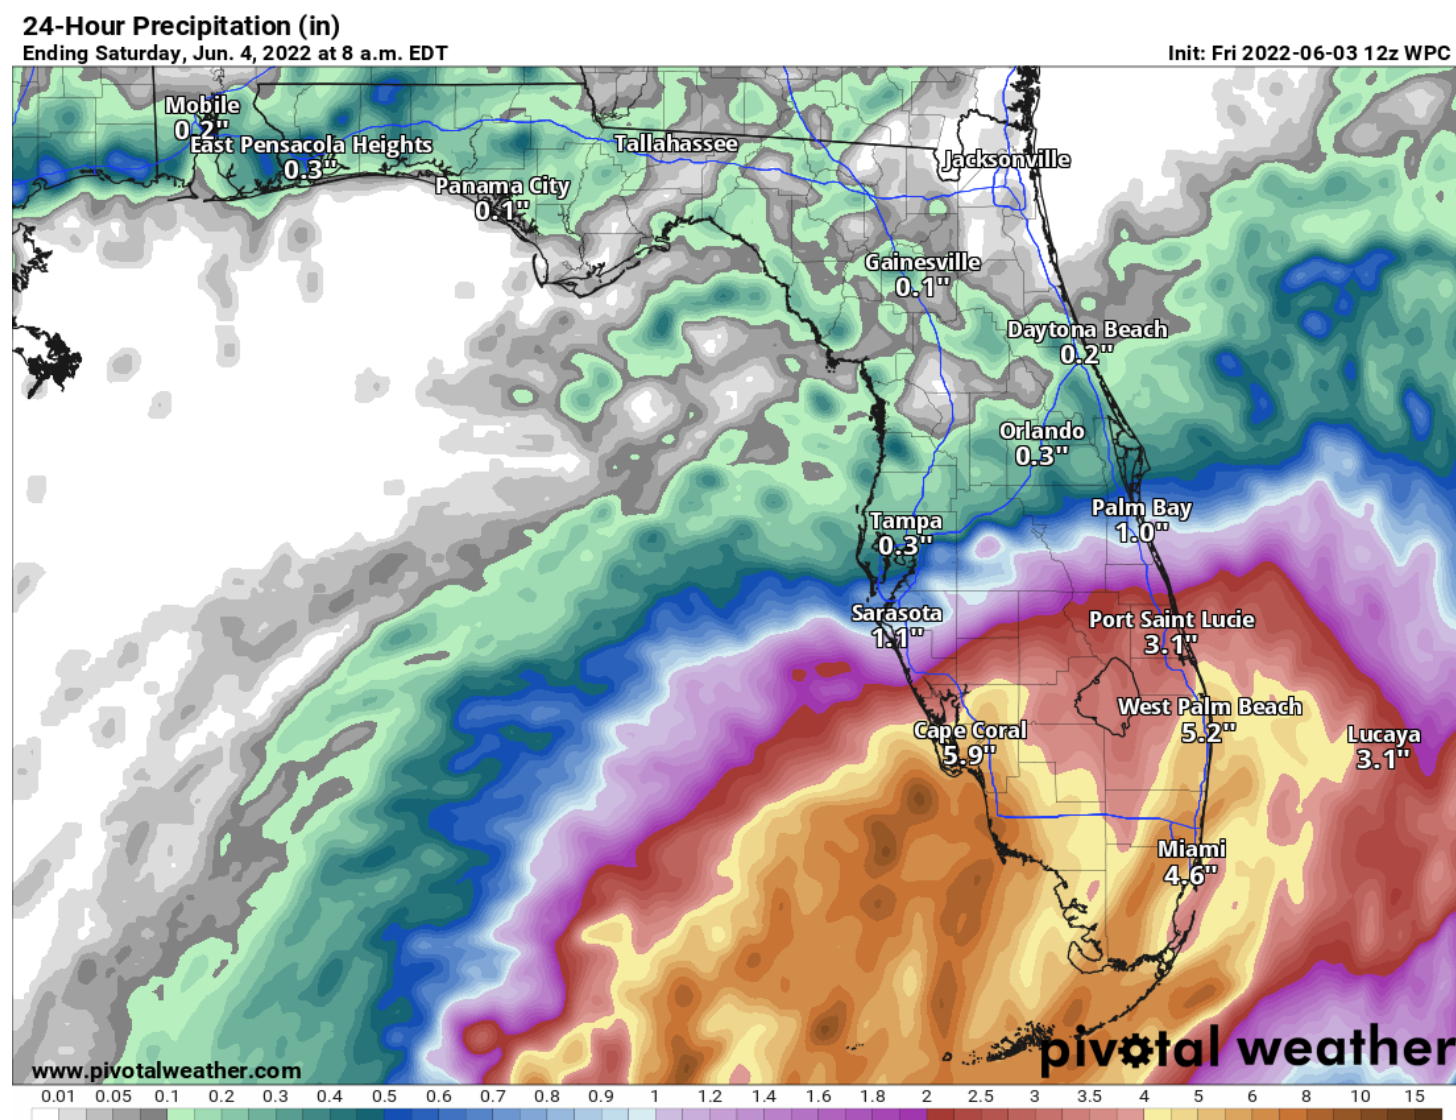 24-Hour Precipitation (in)
Ending Saturday, Jun. 4, 2022 at 8 a.m. EDT
Init: Fri 2022-06-03 12z WPC
Mobile
0.2"
East Pensacola Heights
0.3"
Tallahassee
Jacksonville
Panama City
0.1"
Gainesville
0.1"
Daytona Beach
0.2"
Orlando
0.3"
Palm Bay
1.0"
Tampa
0.3"
Sarasota
1.1"
Port Saint Lucie
3.1"
West Palm Beach
5.2"
Cape Coral
5.9"
Lucaya
3.1"
Miami
4.6"
pivotal weather
www.pivotalweather.com
0.01 0.05 0.1 0.2 0.3 0.4 0.5 0.6 0.7 0.8 0.9 1 1.2 1.4 1.6 1.8 2 2.5 3 3.5 4 5 6 8 10 15